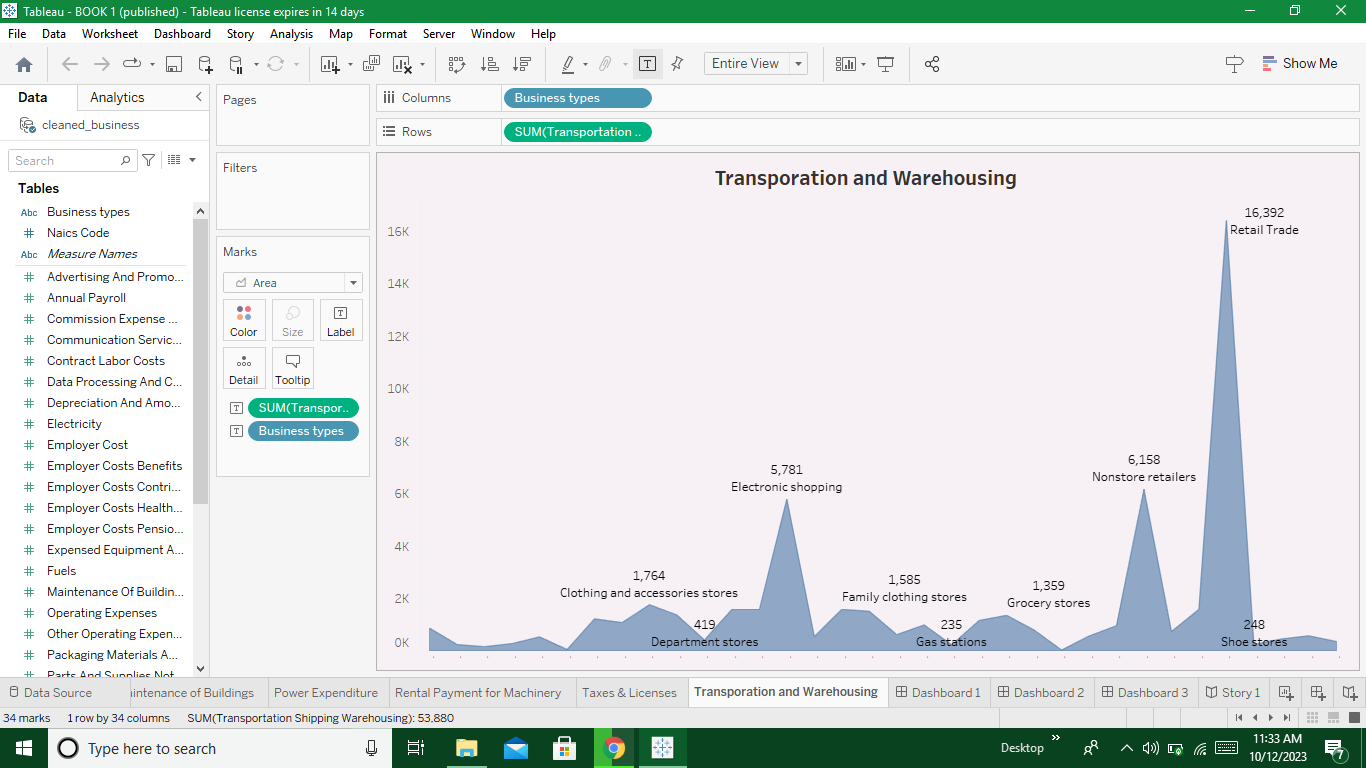 Tableau - BOOK 1 (published) - Tableau license expires in 14 days
File Data Worksheet Dashboard Story Analysis Map Format Server Window Help
Entire View
Show Me
Data Analytics
cleaned_business
Search
Tables
Abc Business types
# Naics Code
Abc Measure Names
# Advertising And Promo...
# Annual Payroll
# Commission Expense ...
# Communication Servic...
# Contract Labor Costs
# Data Processing And C...
# Depreciation And Amo...
# Electricity
# Employer Cost
# Employer Costs Benefits
# Employer Costs Contri...
# Employer Costs Health...
# Employer Costs Pensio...
# Expensed Equipment A...
# Fuels
# Maintenance Of Buildin...
# Operating Expenses
# Other Operating Expen...
# Packaging Materials A...
# Parts And Supplies Not
Pages
Filters
Marks
Area
Color Size Label
Detail Tooltip
SUM(Transpor..
Business types
Columns Business types
Rows SUM(Transportation ..
Transporation and Warehousing
16K
14K
12K
10K
8K
6K
4K
2K
0K
16,392
Retail Trade
6,158
Nonstore retailers
5,781
Electronic shopping
1,764
Clothing and accessories stores
1,585
Family clothing stores
1,359
Grocery stores
419
Department stores
235
Gas stations
248
Shoe stores
Data Source intenance of Buildings Power Expenditure Rental Payment for Machinery Taxes & Licenses Transporation and Warehousing Dashboard 1 Dashboard 2 Dashboard 3 Story 1
34 marks 1 row by 34 columns SUM(Transportation Shipping Warehousing): 53,880
Type here to search
Desktop
11:33 AM
10/12/2023
7